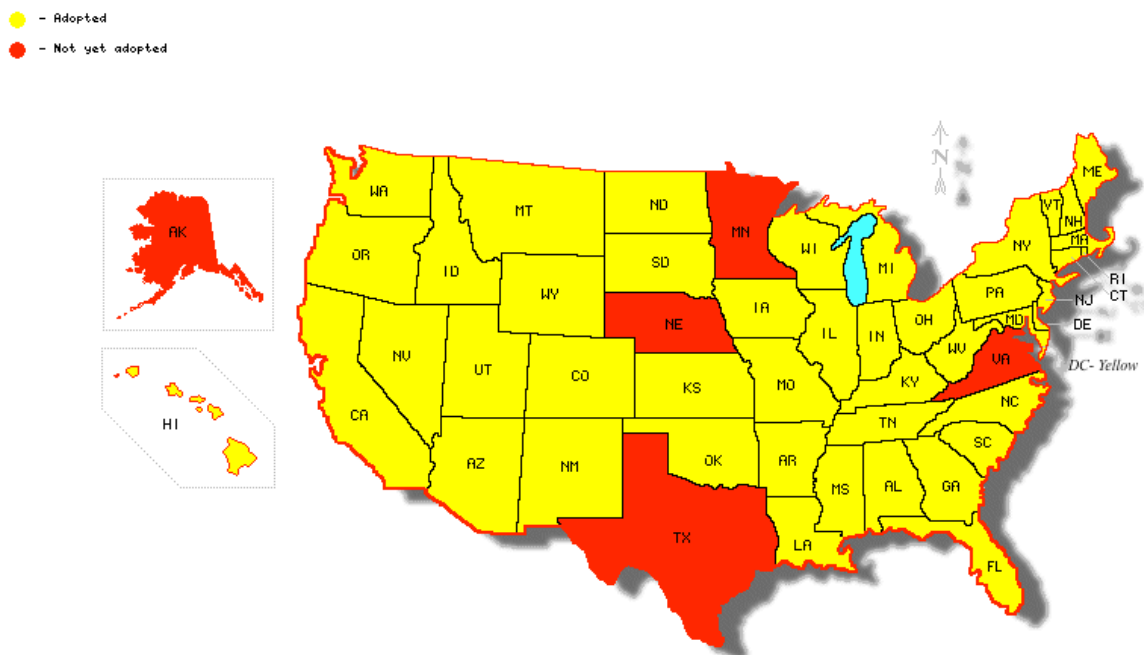 - Adopted
- Not yet adopted
N
ME
WA
VT
MT
ND
NH
AK
MN
MA
OR
WI
NY
ID
SD
MI
RI
WY
PA
CT
NJ
IA
OH
MD
DE
NE
IL
IN
WV
VA
DC- Yellow
NV
UT
CO
KS
MO
KY
CA
HI
NC
TN
SC
AZ
NM
OK
AR
MS
AL
GA
TX
LA
FL